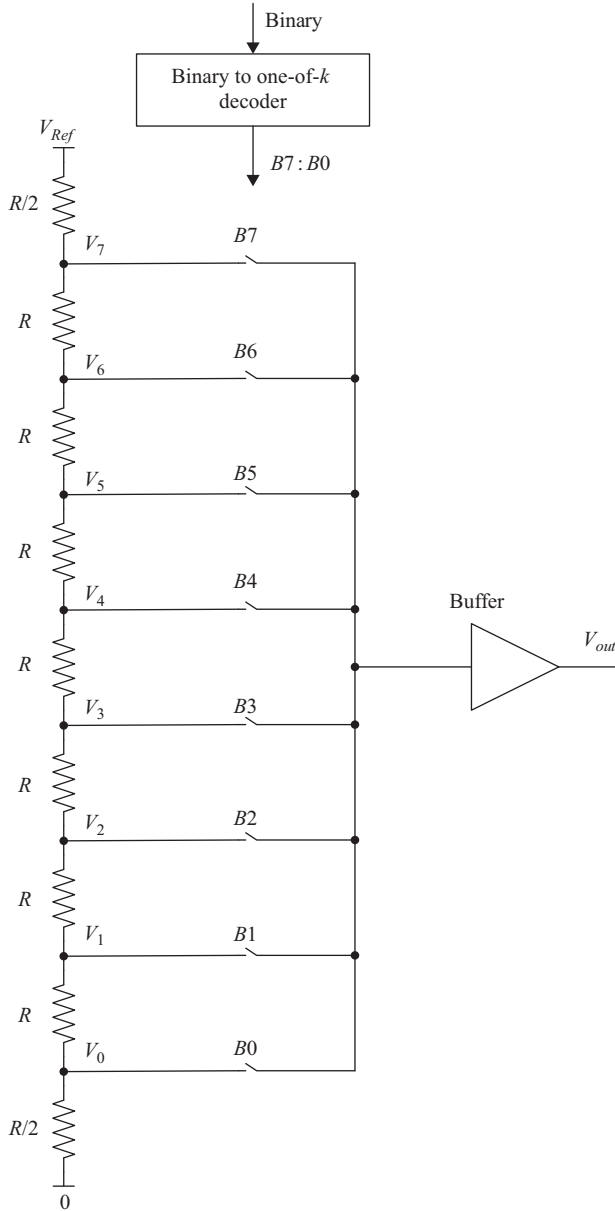 Binary
Binary to one-of-k
decoder
V_Ref
B7 : B0
R/2
V_7
B7
R
V_6
B6
R
V_5
B5
R
V_4
B4
Buffer
R
V_out
V_3
B3
R
V_2
B2
R
V_1
B1
R
V_0
B0
R/2
0